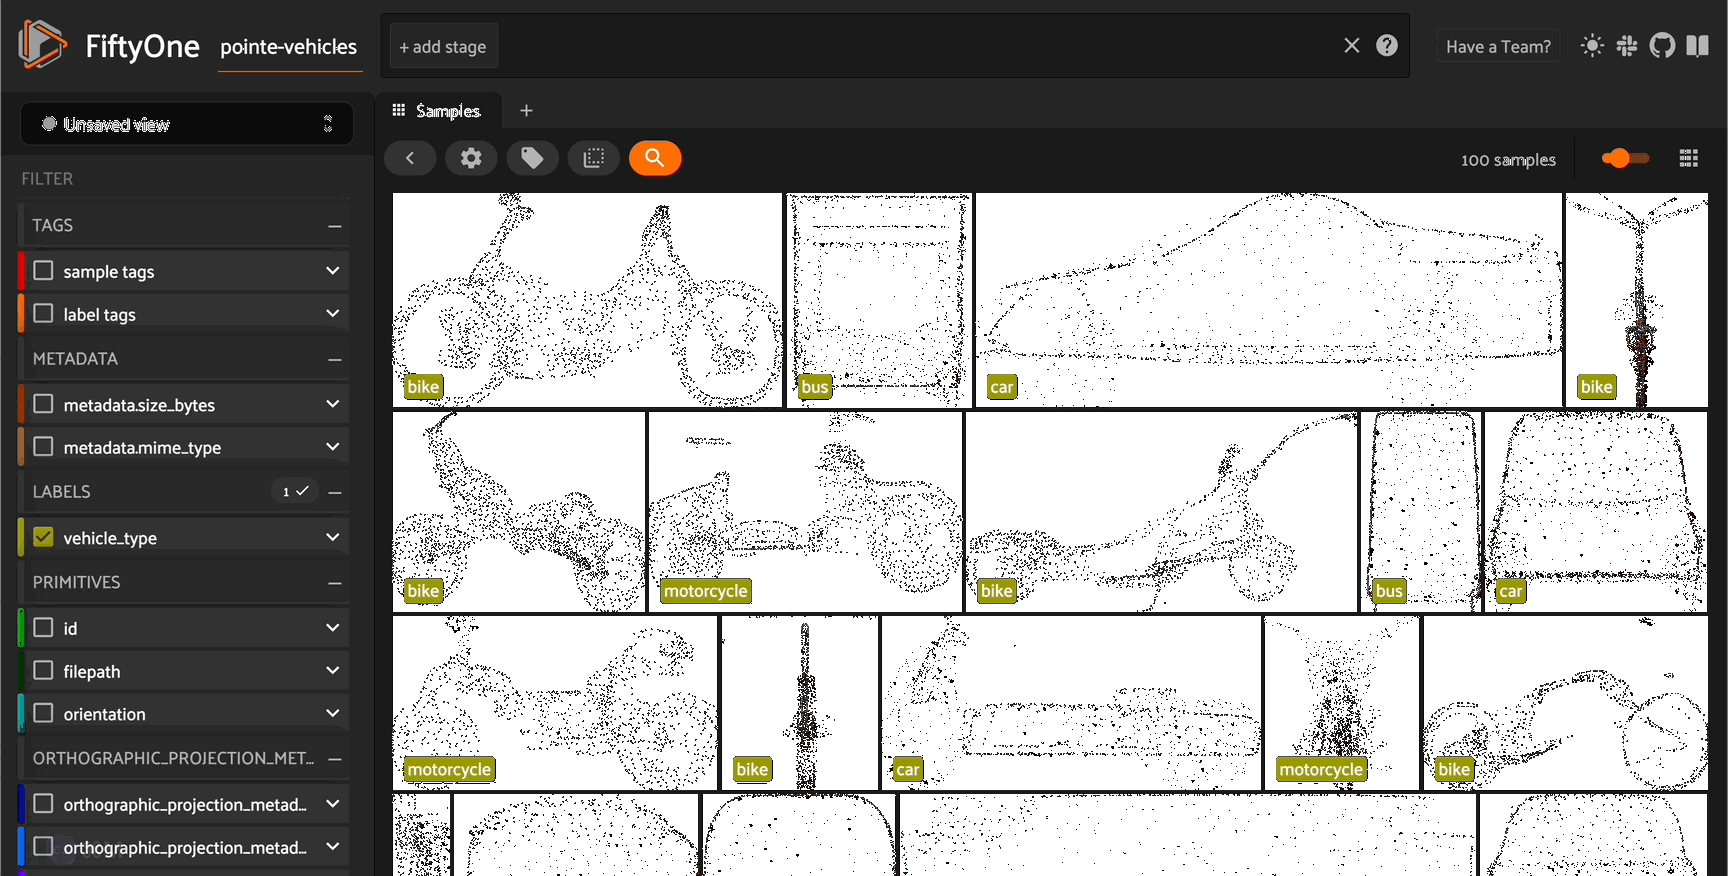 FiftyOne
pointe-vehicles
+ add stage
Have a Team?
Unsaved view
Samples
+
100 samples
FILTER
TAGS
sample tags
label tags
METADATA
metadata.size_bytes
metadata.mime_type
LABELS
1
vehicle_type
PRIMITIVES
id
filepath
orientation
ORTHOGRAPHIC_PROJECTION_MET...
orthographic_projection_metad...
orthographic_projection_metad...
bike
bus
car
bike
bike
motorcycle
bike
bus
car
motorcycle
bike
car
motorcycle
bike